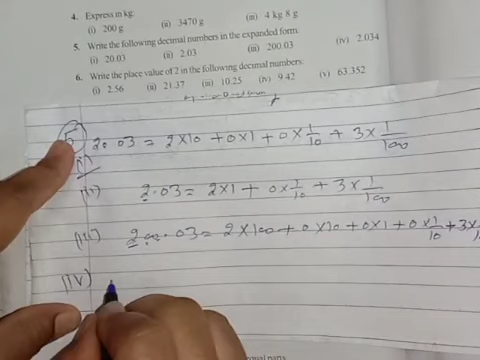 4. Express in kg.
(i) 200 g (ii) 3470 g (iii) 4 kg 8 g
5. Write the following decimal numbers in the expanded form.
(i) 20.03 (ii) 2.03 (iii) 200.03 (iv) 2.034
6. Write the place value of 2 in the following decimal numbers:
(i) 2.56 (ii) 21.37 (iii) 10.25 (iv) 9.42 (v) 63.352
20.03 = 2×10 + 0×1 + 0×1/10 + 3×1/100
(ii) 2.03 = 2×1 + 0×1/10 + 3×1/100
(iii) 200.03 = 2×100 + 0×10 + 0×1 + 0×1/10 + 3×
(iv)